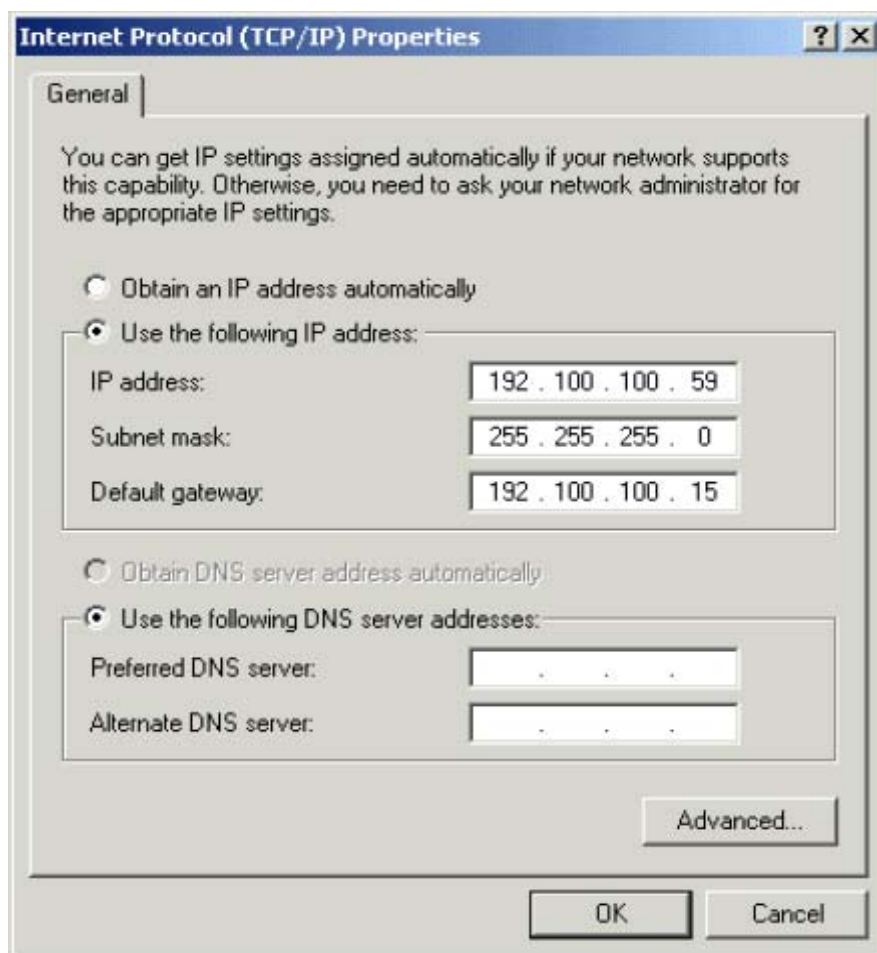 Internet Protocol (TCP/IP) Properties
General
You can get IP settings assigned automatically if your network supports
this capability. Otherwise, you need to ask your network administrator for
the appropriate IP settings.
Obtain an IP address automatically
Use the following IP address:
IP address: 192 . 100 . 100 . 59
Subnet mask: 255 . 255 . 255 . 0
Default gateway: 192 . 100 . 100 . 15
Obtain DNS server address automatically
Use the following DNS server addresses:
Preferred DNS server: . . .
Alternate DNS server: . . .
Advanced...
OK Cancel